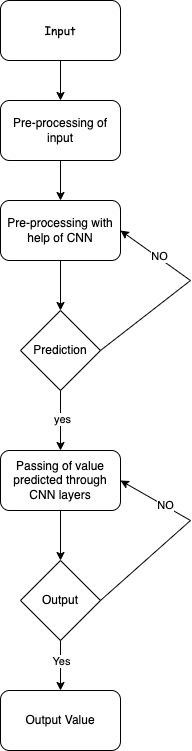 Input
Pre-processing of
input
Pre-processing with
help of CNN
NO
Prediction
yes
Passing of value
predicted through
CNN layers
NO
Output
Yes
Output Value